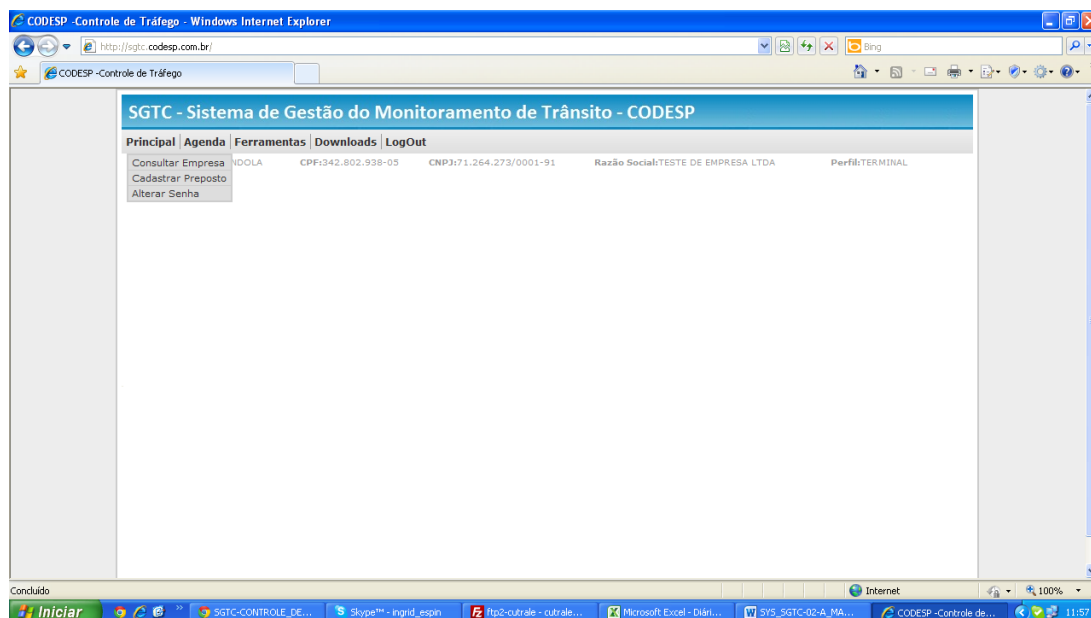 CODESP -Controle de Tráfego - Windows Internet Explorer
http://sgtc.codesp.com.br/
Bing
CODESP -Controle de Tráfego
SGTC - Sistema de Gestão do Monitoramento de Trânsito - CODESP
Principal Agenda Ferramentas Downloads LogOut
Consultar Empresa NDOLA CPF:342.802.938-05 CNPJ:71.264.273/0001-91 Razão Social:TESTE DE EMPRESA LTDA Perfil:TERMINAL
Cadastrar Preposto
Alterar Senha
Concluído Internet 100%
Iniciar SGTC-CONTROLE_DE... Skype™ - ingrid_espin ftp2-cutrale - cutrale... Microsoft Excel - Diári... SYS_SGTC-02-A_MA... CODESP -Controle de... 11:57